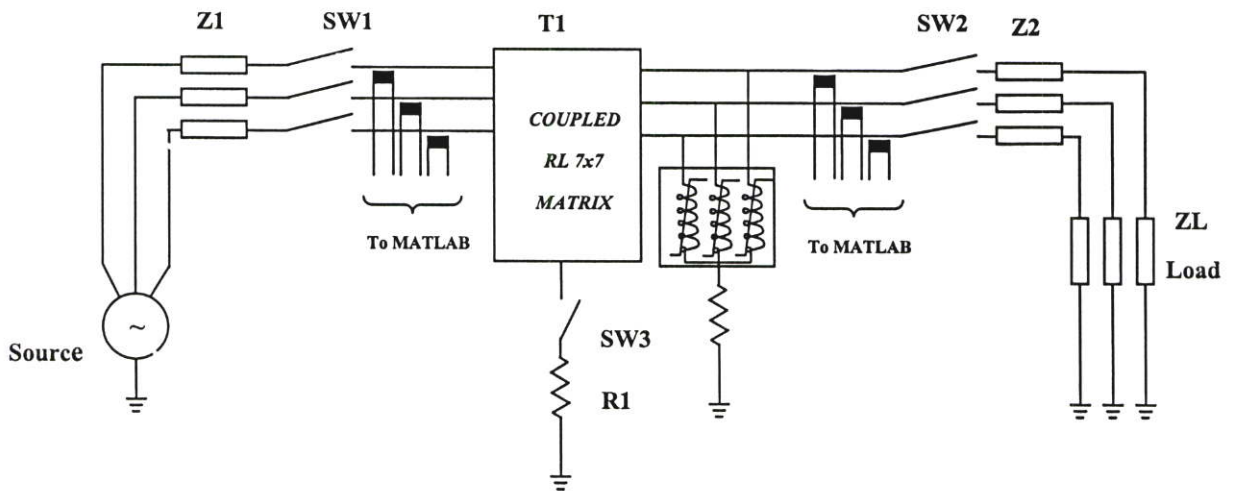 Z1
SW1
T1
SW2
Z2
COUPLED
RL 7x7
MATRIX
To MATLAB
To MATLAB
ZL
Load
~
Source
SW3
R1